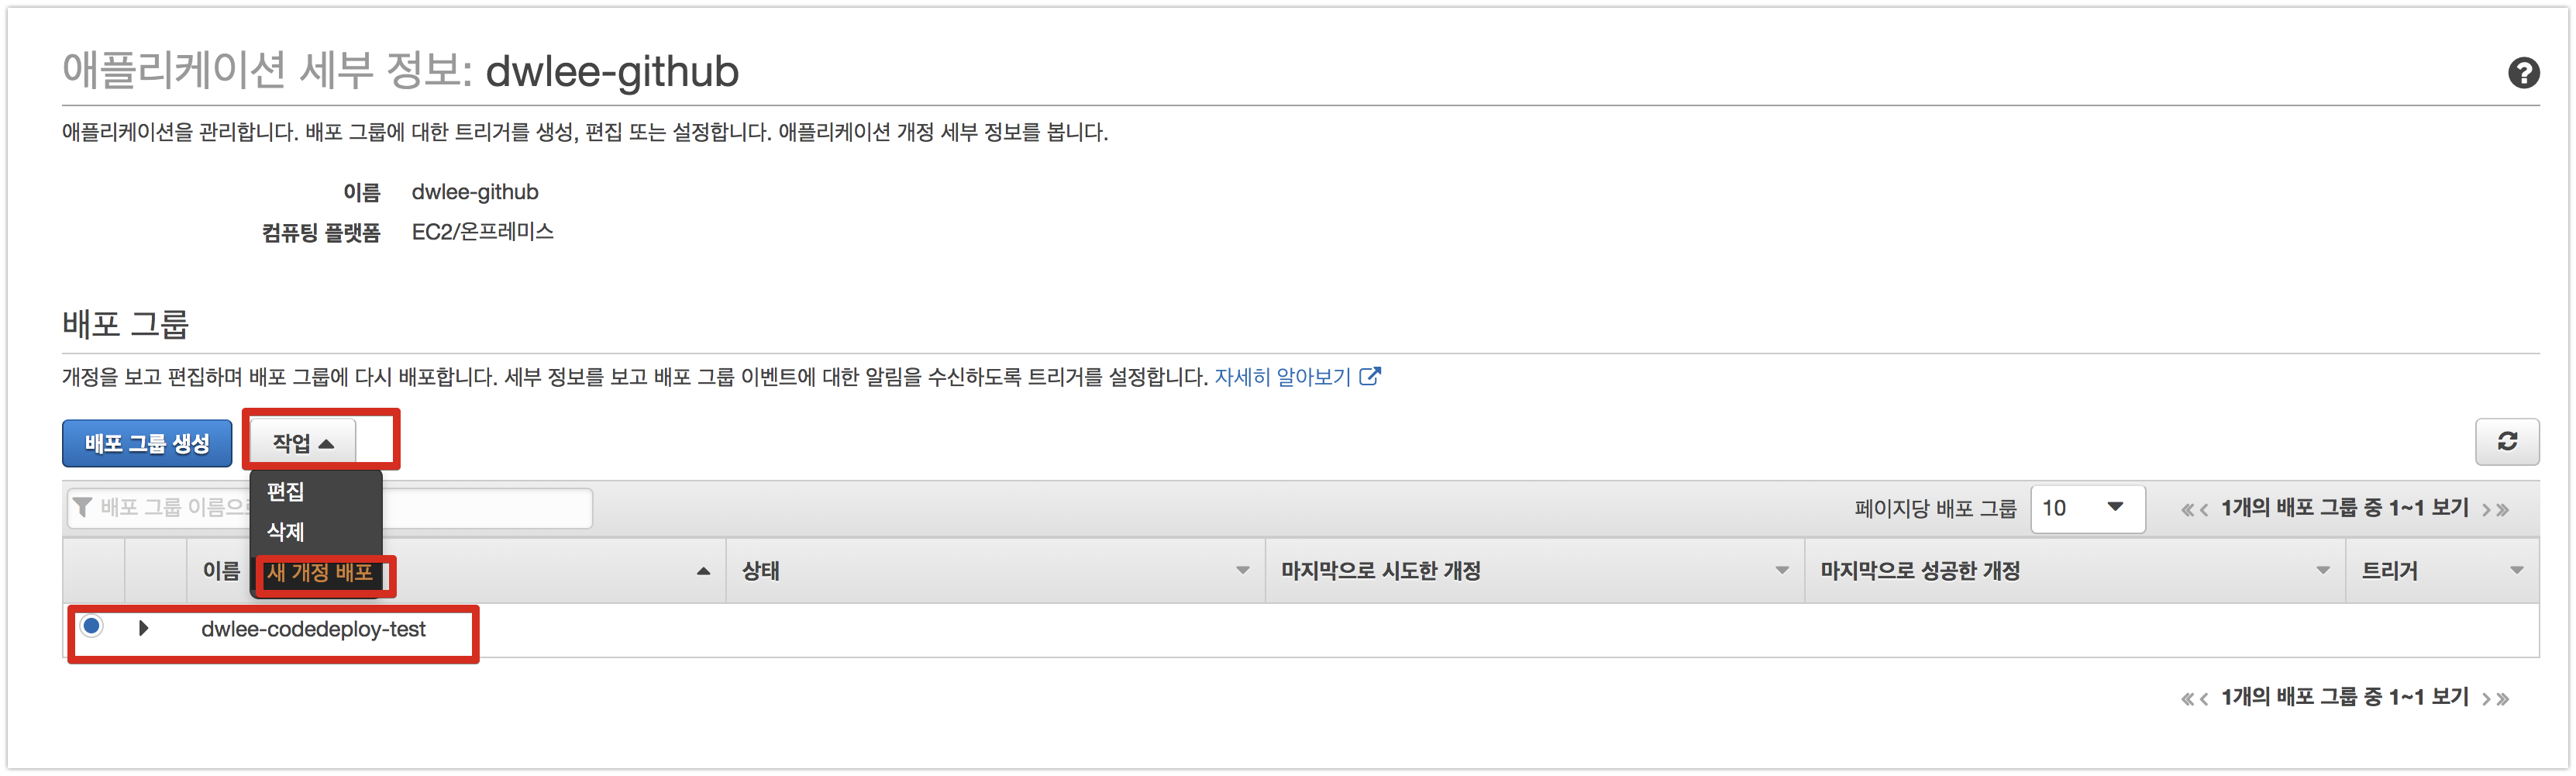 애플리케이션 세부 정보: dwlee-github
애플리케이션을 관리합니다. 배포 그룹에 대한 트리거를 생성, 편집 또는 설정합니다. 애플리케이션 개정 세부 정보를 봅니다.
이름 dwlee-github
컴퓨팅 플랫폼 EC2/온프레미스
배포 그룹
개정을 보고 편집하며 배포 그룹에 다시 배포합니다. 세부 정보를 보고 배포 그룹 이벤트에 대한 알림을 수신하도록 트리거를 설정합니다. 자세히 알아보기
배포 그룹 생성 작업
편집
배포 그룹 페이지당 배포 그룹 10 1개의 배포 그룹 중 1~1 보기
삭제
새 개정 배포
이름 상태 마지막으로 시도한 개정 마지막으로 성공한 개정 트리거
dwlee-codedeploy-test
1개의 배포 그룹 중 1~1 보기